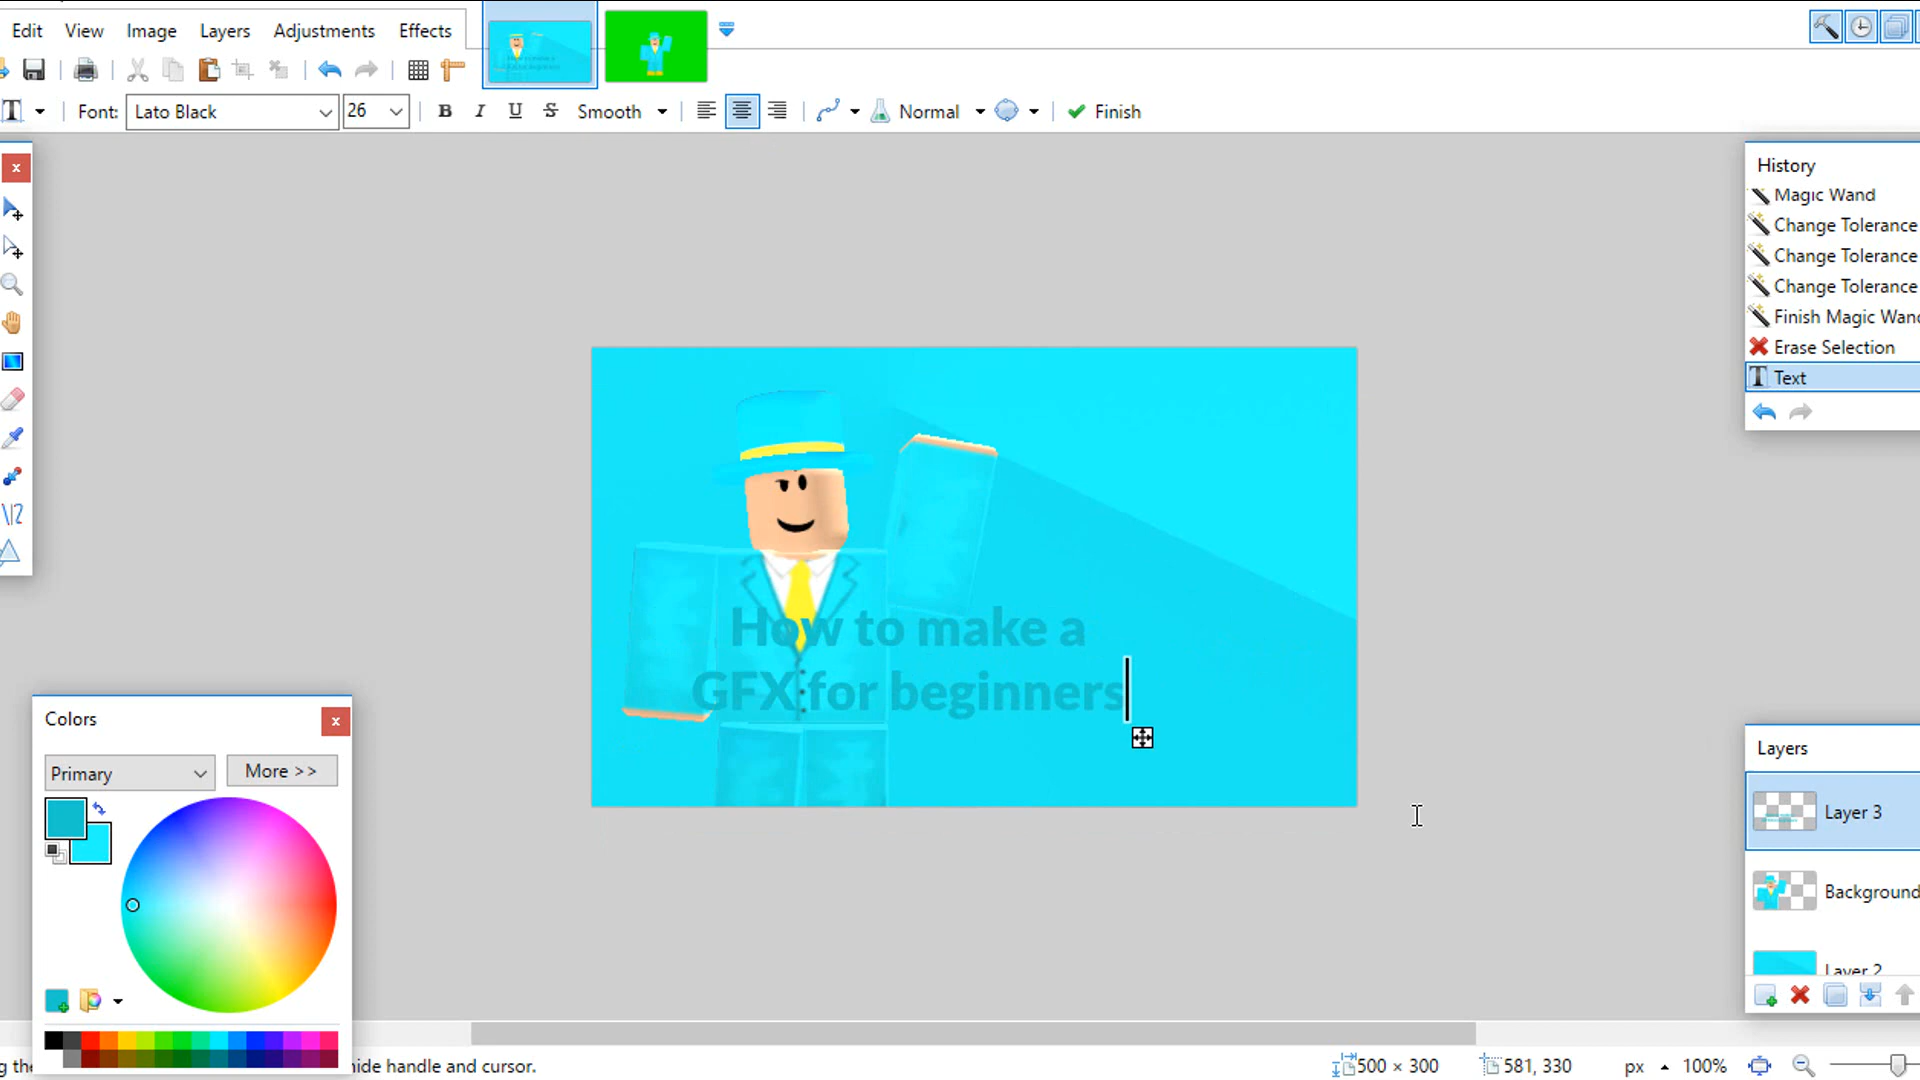 Edit View Image Layers Adjustments Effects
Font: Lato Black 26 B I U S Smooth Normal Finish
History
Magic Wand
Change Tolerance
Change Tolerance
Change Tolerance
Finish Magic Wand
Erase Selection
Text
How to make a
GFX for beginners
Colors
Primary More >>
Layers
Layer 3
Background
Layer 2
hide handle and cursor. 500 × 300 581, 330 px 100%